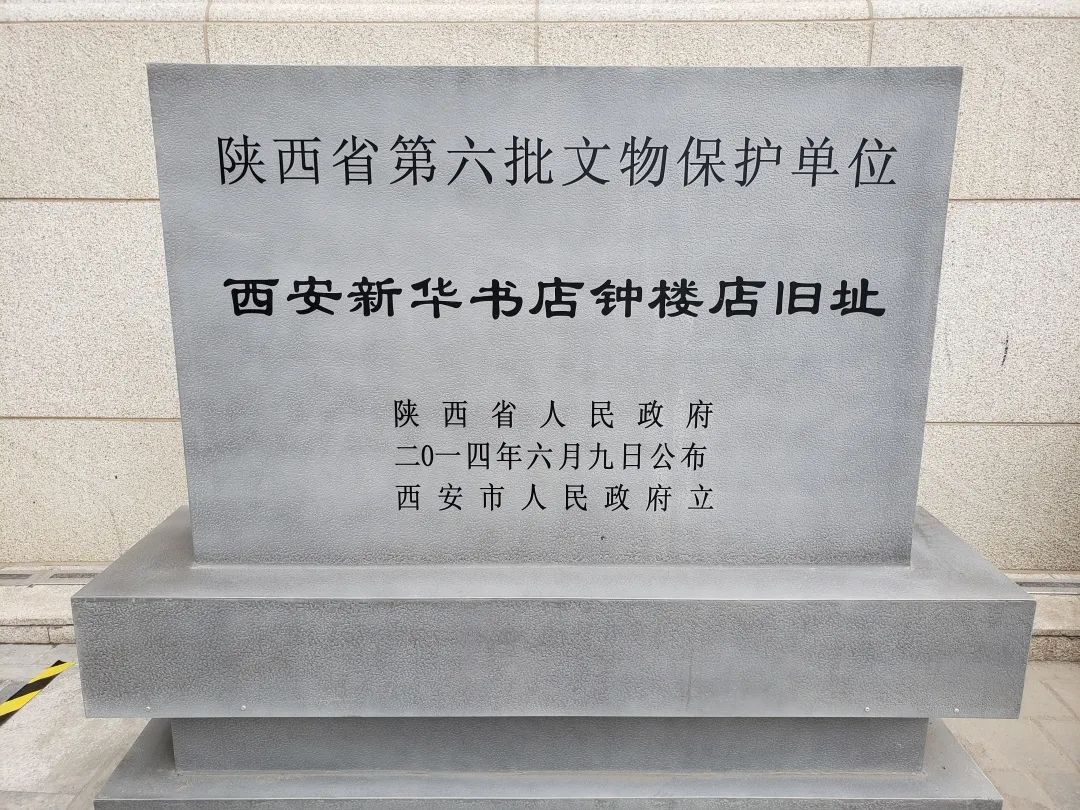 陕西省第六批文物保护单位
西安新华书店钟楼店旧址
陕西省人民政府
二0一四年六月九日公布
西安市人民政府立